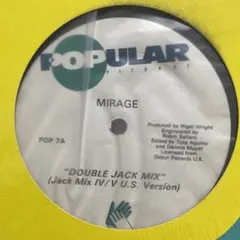 POPULAR
RECORDS
MIRAGE
Produced by Nigel Wright
Engineered by
Robin Sellars
Edited by Tuta Aquino
and Dennis Muyet
Licensed from
Debut Records U.K.
POP 7A
"DOUBLE JACK MIX"
(Jack Mix IV/V U.S. Version)